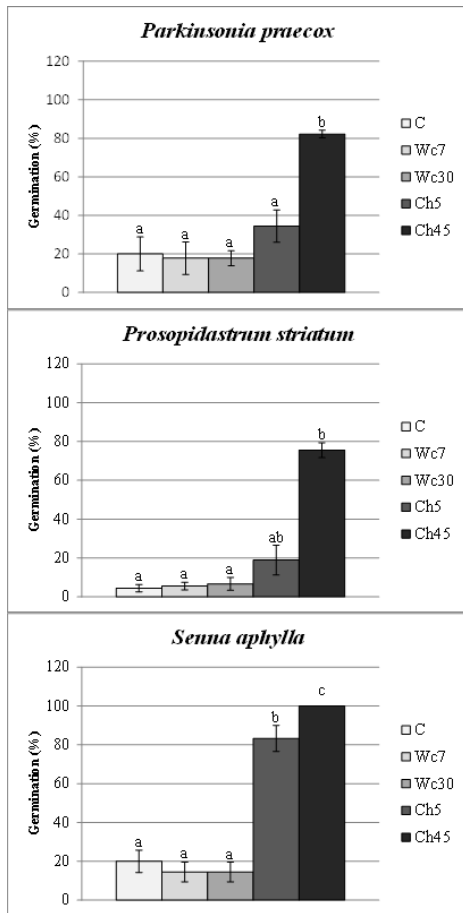 Parkinsonia praecox
120
100
80
60
40
20
0
Germination (%)
a
a
a
a
b
C
Wc7
Wc30
Ch5
Ch45
Prosopidastrum striatum
120
100
80
60
40
20
0
Germination (%)
a
a
a
ab
b
C
Wc7
Wc30
Ch5
Ch45
Senna aphylla
120
100
80
60
40
20
0
Germination (%)
a
a
a
b
c
C
Wc7
Wc30
Ch5
Ch45